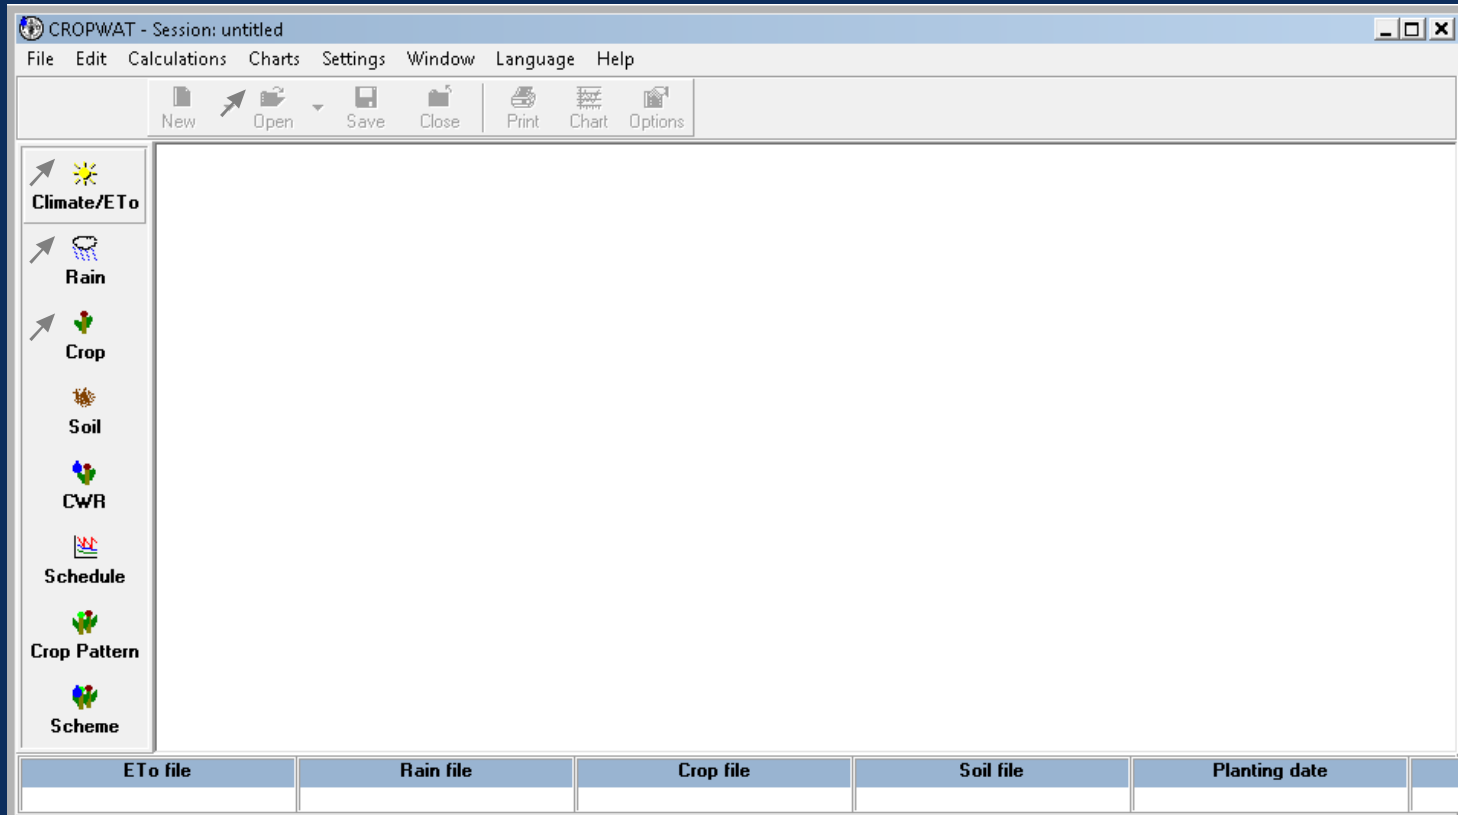 CROPWAT - Session: untitled
File Edit Calculations Charts Settings Window Language Help
New Open Save Close Print Chart Options
Climate/ETo
Rain
Crop
Soil
CWR
Schedule
Crop Pattern
Scheme
ETo file Rain file Crop file Soil file Planting date